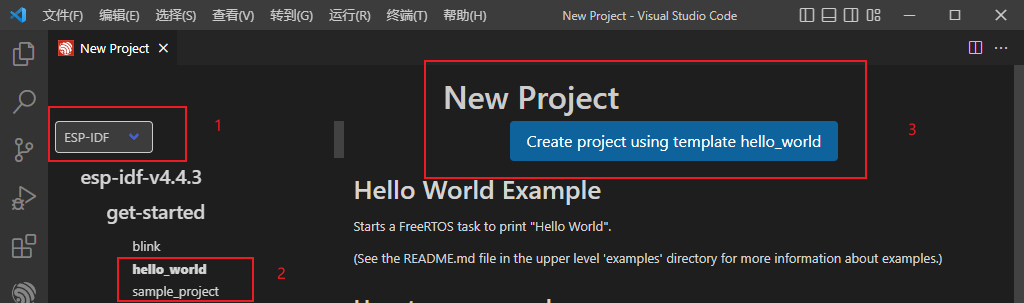 文件(F) 编辑(E) 选择(S) 查看(V) 转到(G) 运行(R) 终端(T) 帮助(H) New Project - Visual Studio Code
New Project
New Project
1
ESP-IDF
Create project using template hello_world
3
esp-idf-v4.4.3
Hello World Example
get-started
Starts a FreeRTOS task to print "Hello World".
blink
(See the README.md file in the upper level 'examples' directory for more information about examples.)
hello_world
2
sample_project